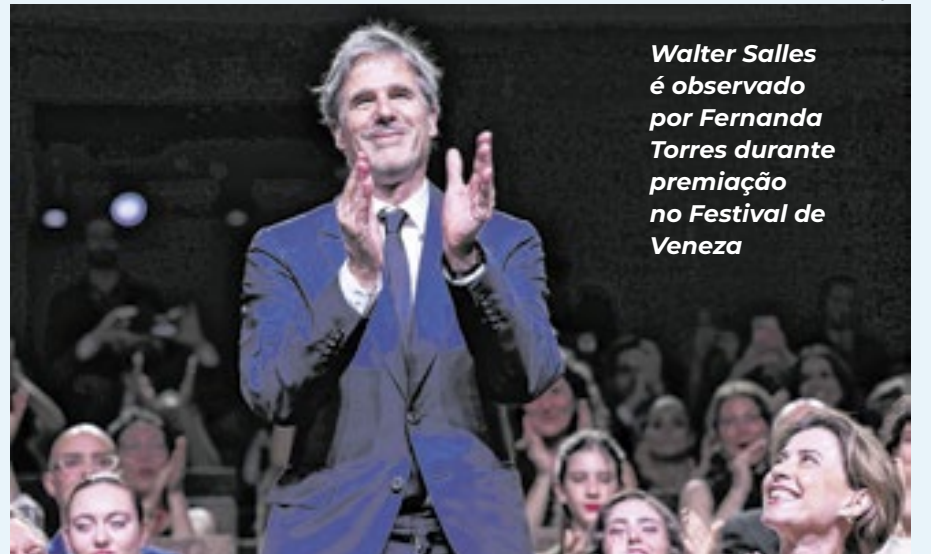 Walter Salles
é observado
por Fernanda
Torres durante
premiação
no Festival de
Veneza